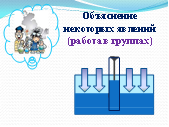 Объяснение
некоторых явлений
(работа в группах)